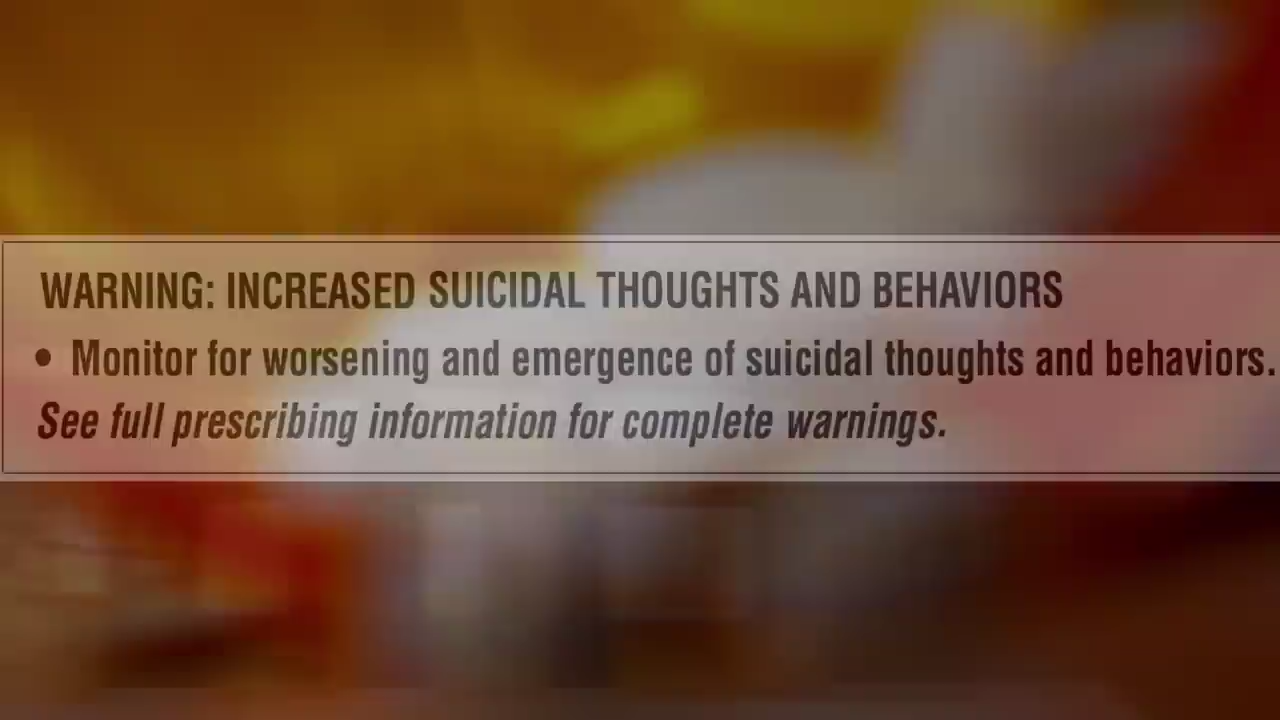 WARNING: INCREASED SUICIDAL THOUGHTS AND BEHAVIORS
• Monitor for worsening and emergence of suicidal thoughts and behaviors.
See full prescribing information for complete warnings.